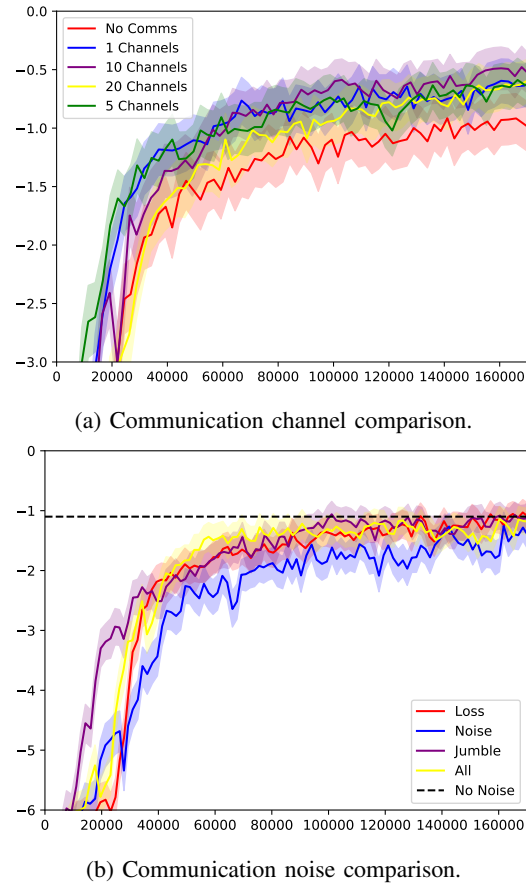 0.0
−0.5
−1.0
−1.5
−2.0
−2.5
−3.0
No Comms
1 Channels
10 Channels
20 Channels
5 Channels
0 20000 40000 60000 80000 100000 120000 140000 160000
(a) Communication channel comparison.
0
−1
−2
−3
−4
−5
−6
Loss
Noise
Jumble
All
No Noise
0 20000 40000 60000 80000 100000 120000 140000 160000
(b) Communication noise comparison.